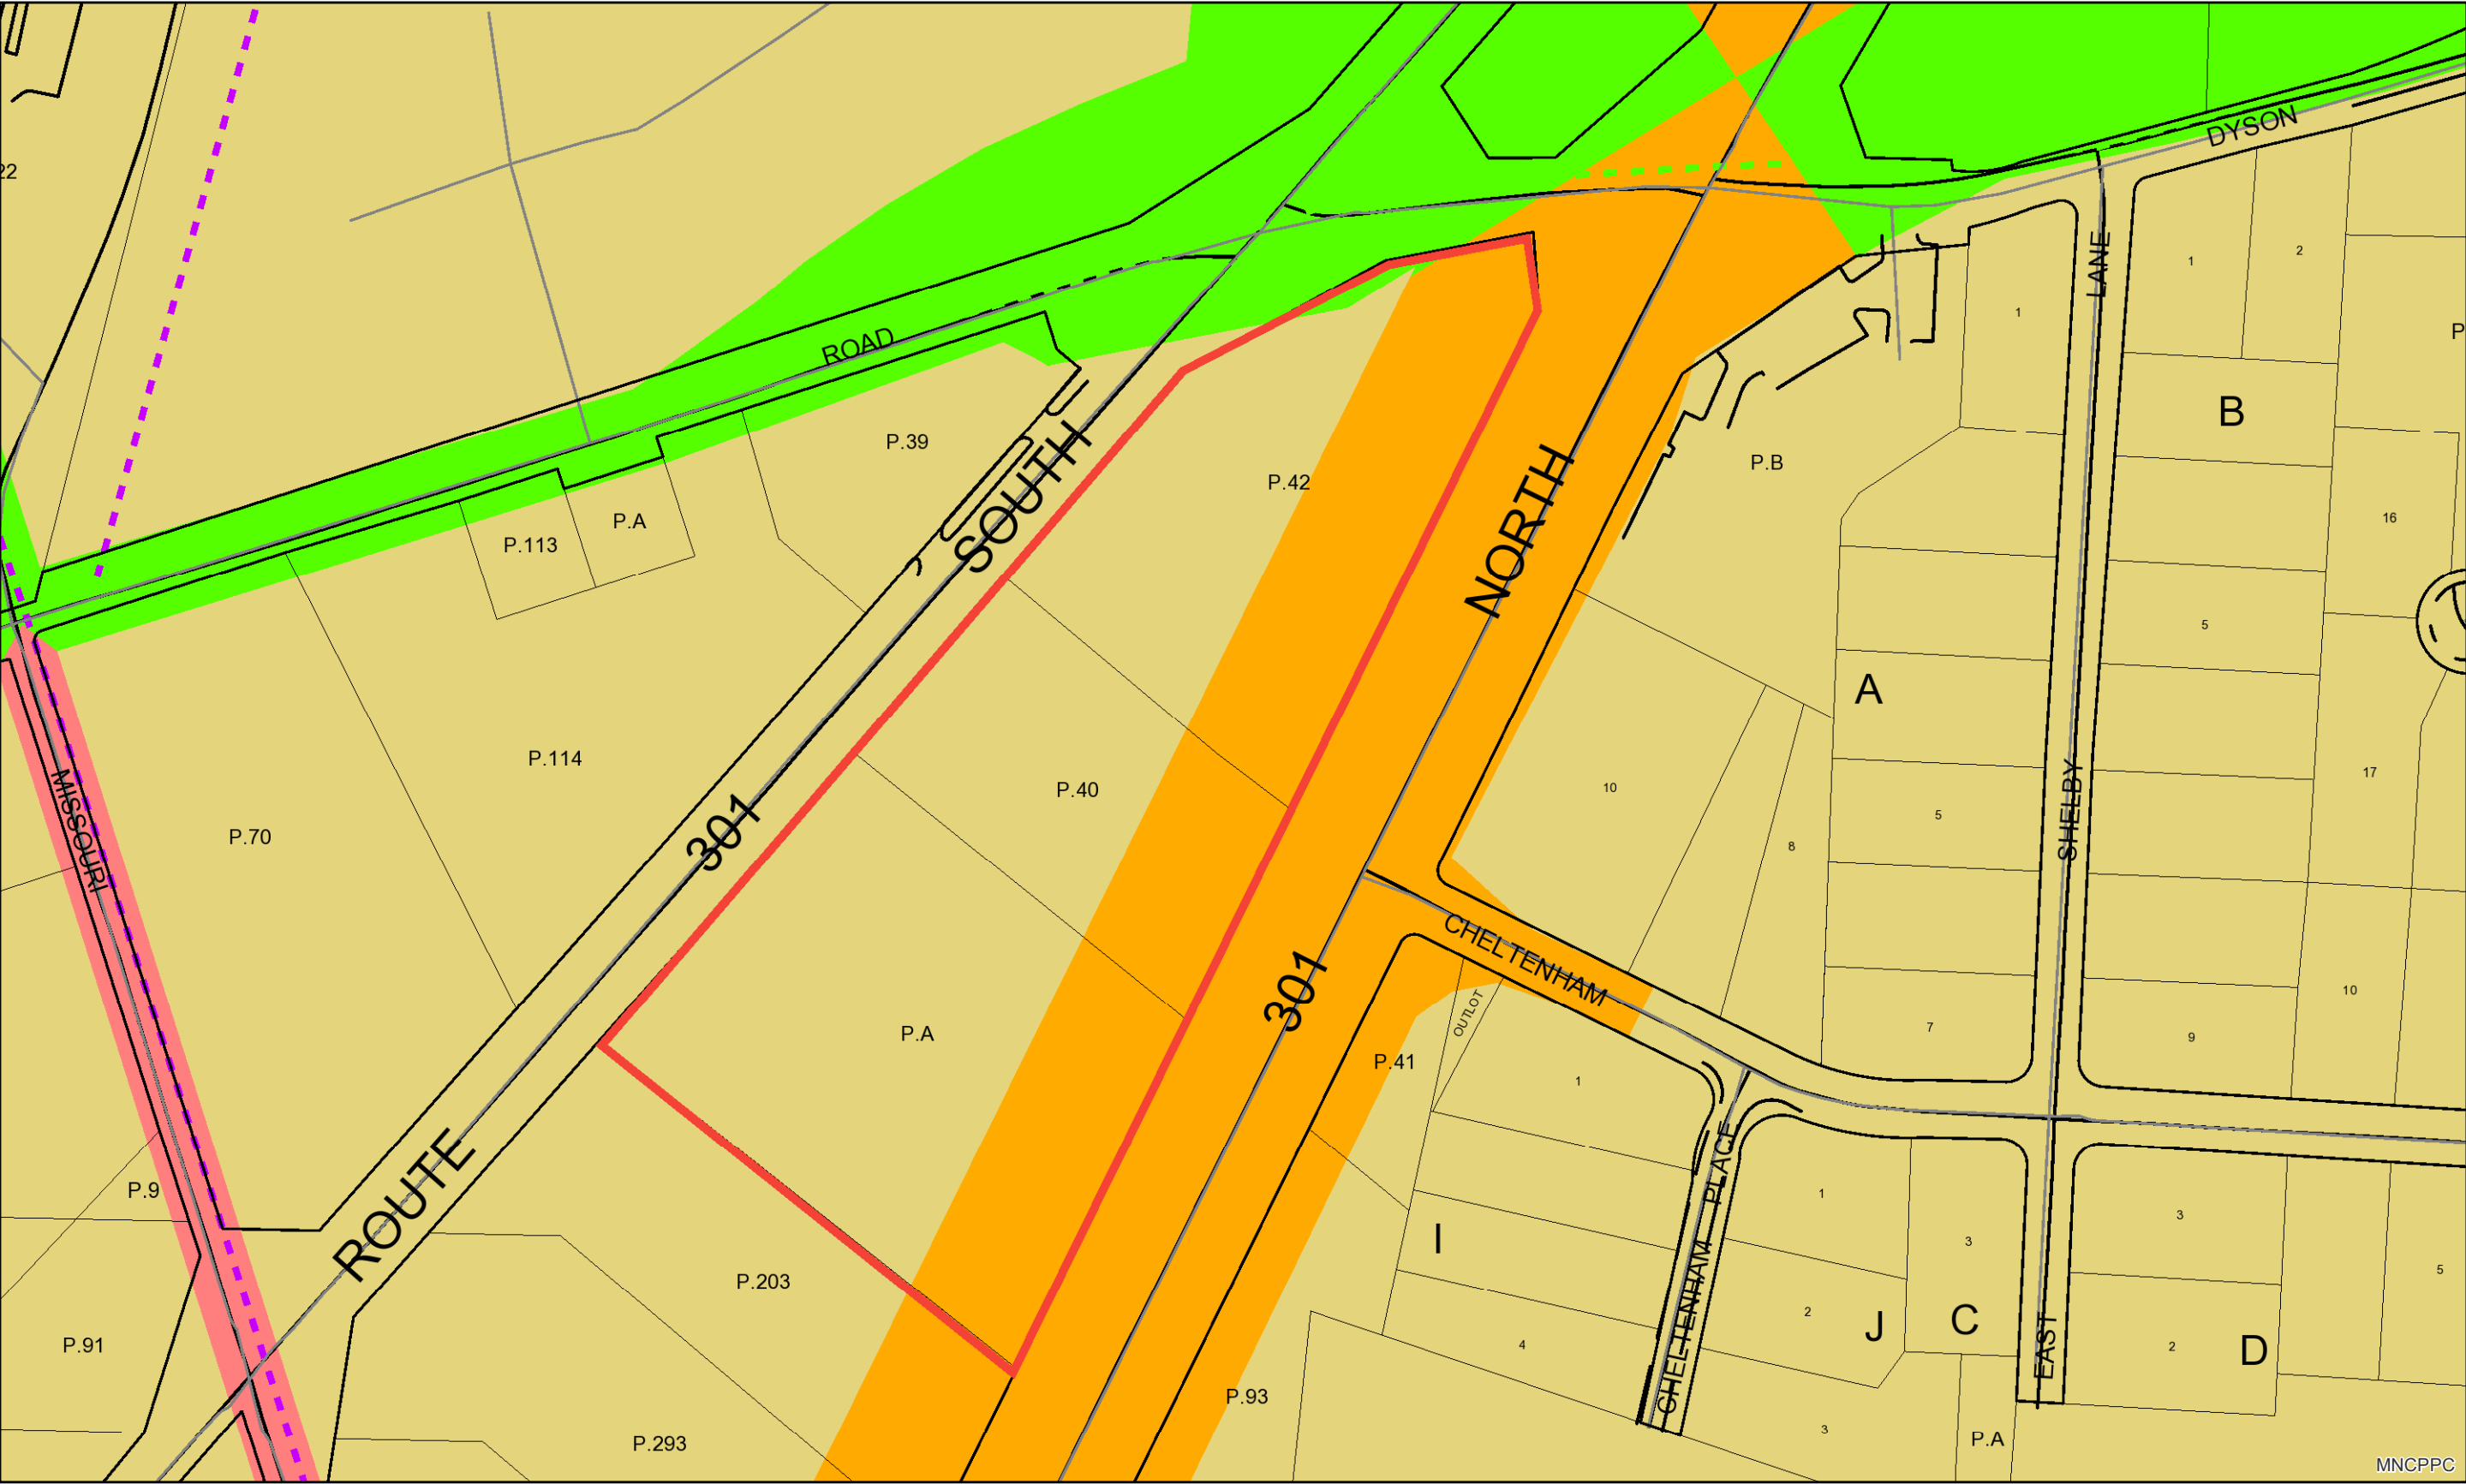 22
DYSON
LANE
1
2
1
P
ROAD
P.39
SOUTH
P.42
NORTH
P.B
B
16
P.A
P.113
5
A
P.114
P.40
10
17
5
SHELBY
301
MISSOURI
P.70
8
CHELTENHAM
301
OUTLOT
10
P.A
7
9
P.41
1
PLACE
ROUTE
P.9
1
3
3
I
P.203
CHELTENHAM
2
J
C
5
P.91
4
EAST
2
D
P.93
3
P.A
P.293
MNCPPC